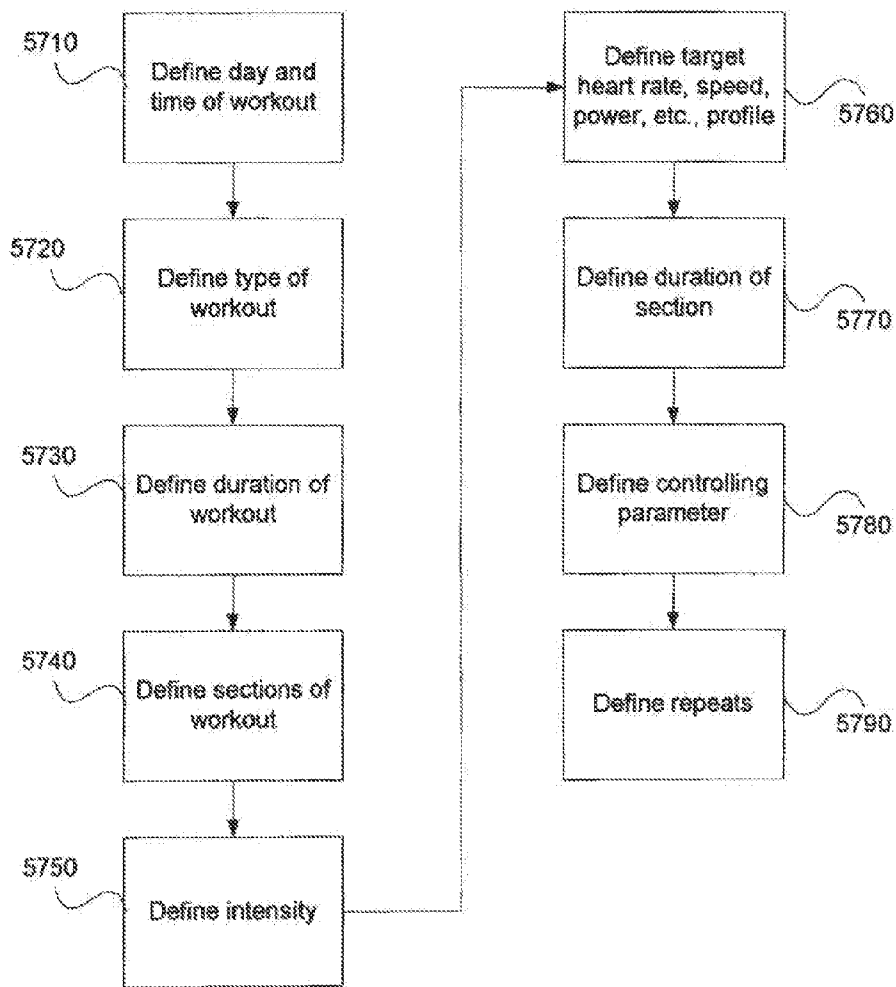 5710
Define day and
time of workout
5720
Define type of
workout
5730
Define duration of
workout
5740
Define sections of
workout
5750
Define intensity
Define target
heart rate, speed,
power, etc., profile
5760
Define duration of
section
5770
Define controlling
parameter
5780
Define repeats
5790